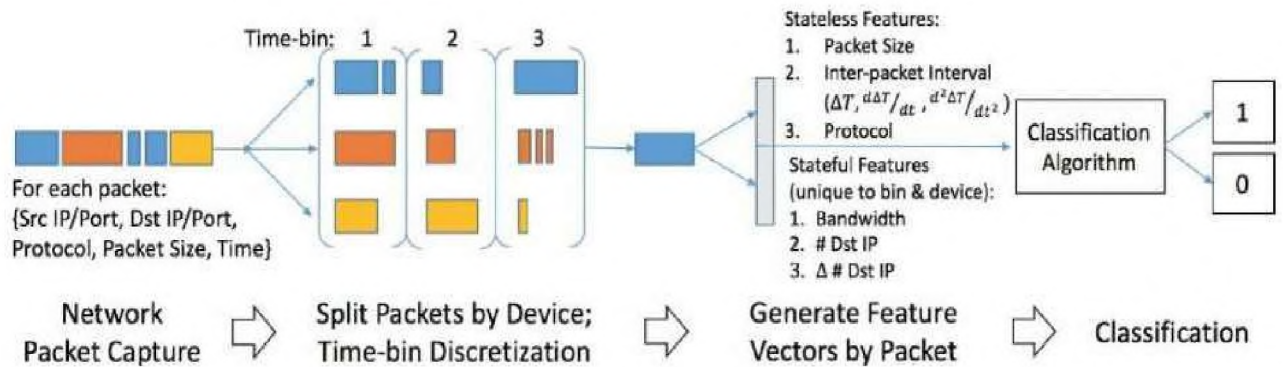 Time-bin: 1 2 3
For each packet:
{Src IP/Port, Dst IP/Port,
Protocol, Packet Size, Time}
Stateless Features:
1. Packet Size
2. Inter-packet Interval
(ΔT, dΔT/dt , d²ΔT/dt²)
3. Protocol
Stateful Features
(unique to bin & device):
1. Bandwidth
2. # Dst IP
3. Δ # Dst IP
Classification
Algorithm
1
0
Network
Packet Capture
Split Packets by Device;
Time-bin Discretization
Generate Feature
Vectors by Packet
Classification